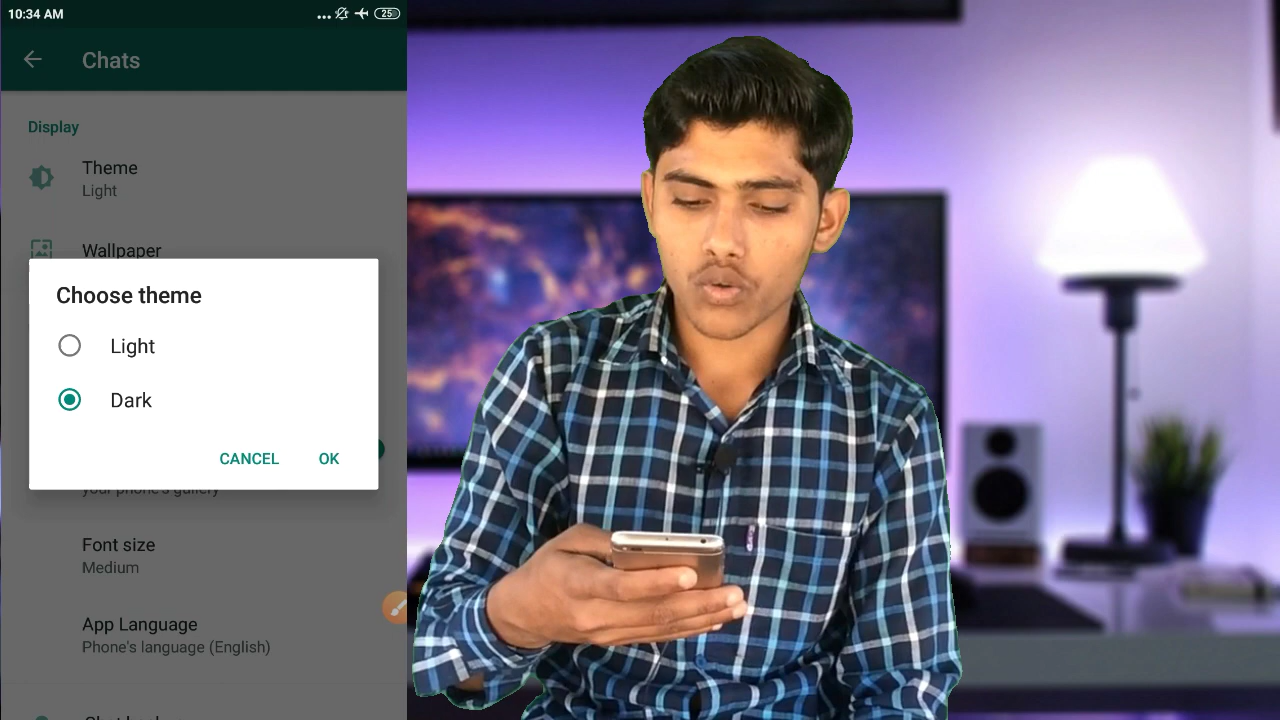 10:34 AM
25
Chats
Display
Theme
Light
Wallpaper
Choose theme
Light
Dark
CANCEL OK
your phone's gallery
Font size
Medium
App Language
Phone's language (English)